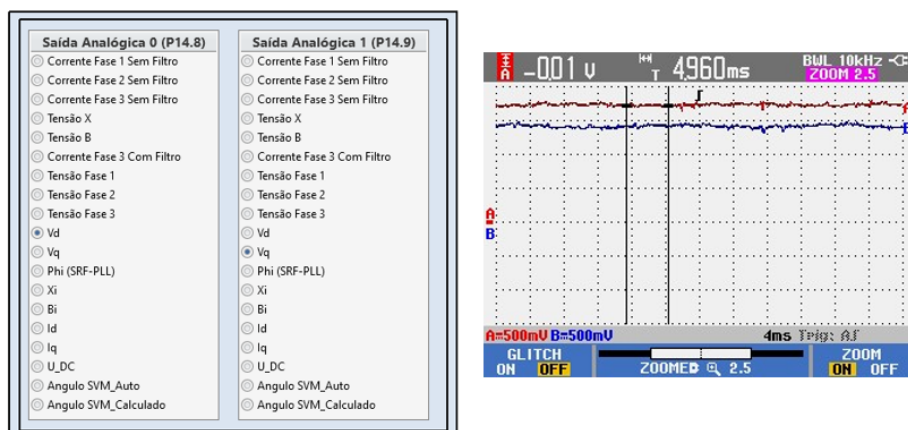 Saída Analógica 0 (P14.8)
Corrente Fase 1 Sem Filtro
Corrente Fase 2 Sem Filtro
Corrente Fase 3 Sem Filtro
Tensão X
Tensão B
Corrente Fase 3 Com Filtro
Tensão Fase 1
Tensão Fase 2
Tensão Fase 3
Vd
Vq
Phi (SRF-PLL)
Xi
Bi
Id
Iq
U_DC
Angulo SVM_Auto
Angulo SVM_Calculado
Saída Analógica 1 (P14.9)
Corrente Fase 1 Sem Filtro
Corrente Fase 2 Sem Filtro
Corrente Fase 3 Sem Filtro
Tensão X
Tensão B
Corrente Fase 3 Com Filtro
Tensão Fase 1
Tensão Fase 2
Tensão Fase 3
Vd
Vq
Phi (SRF-PLL)
Xi
Bi
Id
Iq
U_DC
Angulo SVM_Auto
Angulo SVM_Calculado
A -0.01 V T 4.960ms BWL 10kHz
ZOOM 2.5
A
B
A
B
A=500mV B=500mV 4ms Trig:
GLITCH ZOOM
ON OFF ZOOMED 2.5 ON OFF